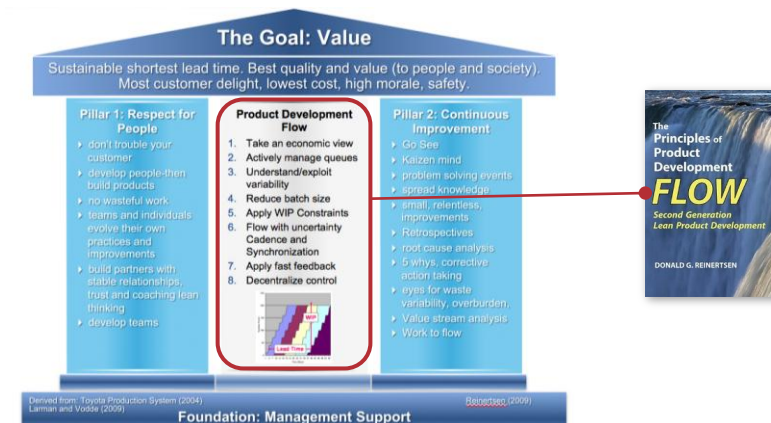 The Goal: Value
Sustainable shortest lead time. Best quality and value (to people and society).
Most customer delight, lowest cost, high morale, safety.
Pillar 1: Respect for
People
don't trouble your
customer
develop people-then
build products
no wasteful work
teams and individuals
evolve their own
practices and
improvements
build partners with
stable relationships,
trust and coaching lean
thinking
develop teams
Product Development
Flow
1. Take an economic view
2. Actively manage queues
3. Understand/exploit
variability
4. Reduce batch size
5. Apply WIP Constraints
6. Flow with uncertainty
Cadence and
Synchronization
7. Apply fast feedback
8. Decentralize control
WIP
Lead Time
Pillar 2: Continuous
Improvement
Go See
Kaizen mind
problem solving events
spread knowledge
small, relentless,
improvements
Retrospectives
root cause analysis
5 whys, corrective
action taking
eyes for waste
variability, overburden,
Value stream analysis
Work to flow
The
Principles of
Product
Development
FLOW
Second Generation
Lean Product Development
DONALD G. REINERTSEN
Derived from: Toyota Production System (2004)
Larman and Vodde (2009)
Reinertsen (2009)
Foundation: Management Support